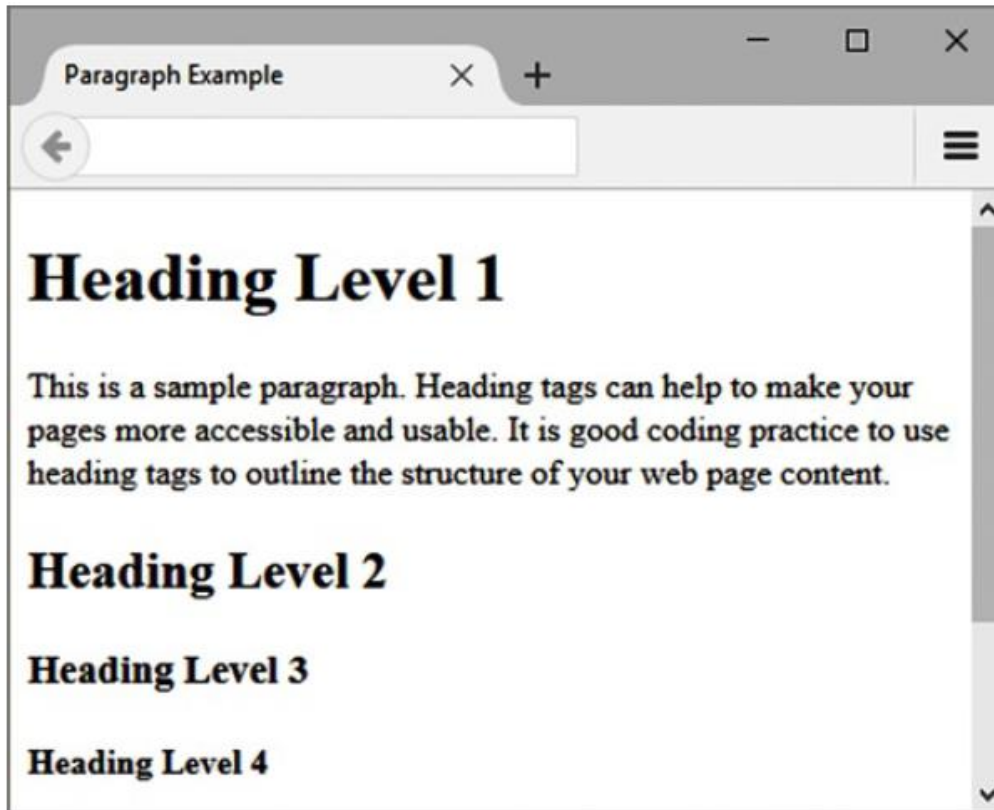 Paragraph Example
Heading Level 1
This is a sample paragraph. Heading tags can help to make your
pages more accessible and usable. It is good coding practice to use
heading tags to outline the structure of your web page content.
Heading Level 2
Heading Level 3
Heading Level 4